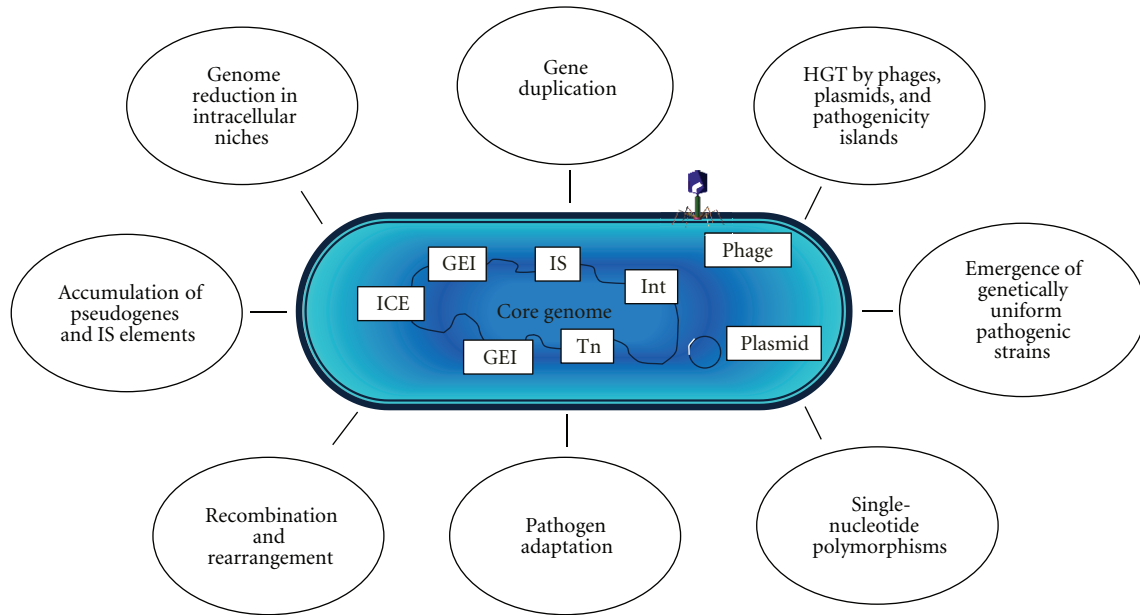 Genome
reduction in
intracellular
niches
Gene
duplication
HGT by phages,
plasmids, and
pathogenicity
islands
Accumulation of
pseudogenes
and IS elements
GEI
IS
Phage
ICE
Int
Core genome
GEI
Tn
Plasmid
Emergence of
genetically
uniform
pathogenic
strains
Recombination
and
rearrangement
Pathogen
adaptation
Single-
nucleotide
polymorphisms